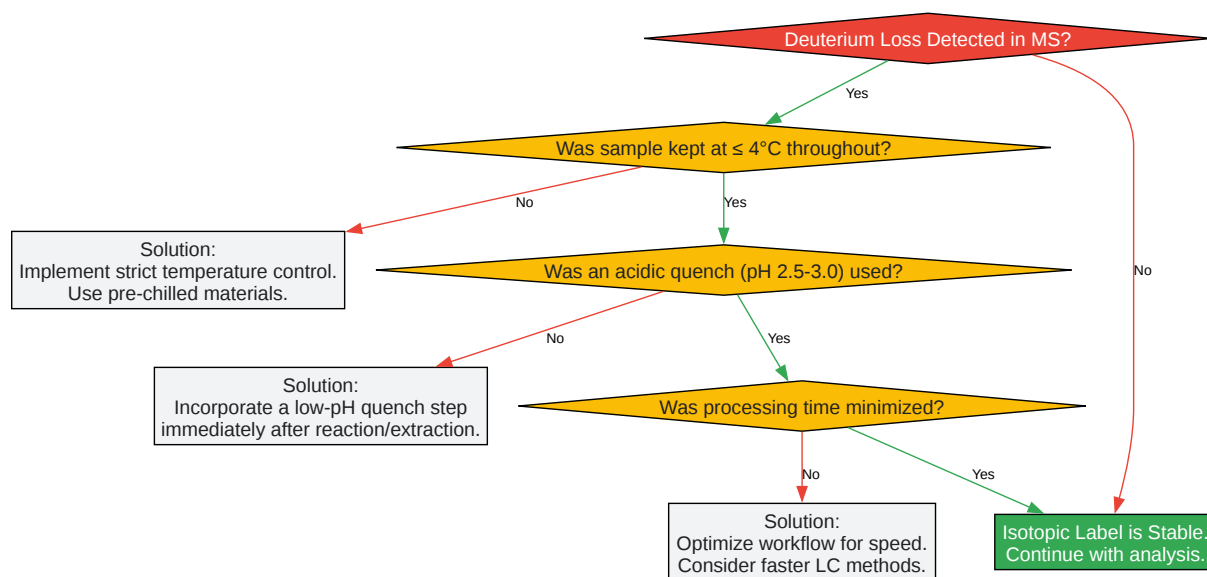 Deuterium Loss Detected in MS?
Yes
Was sample kept at ≤ 4°C throughout?
No
Yes
Solution:
Implement strict temperature control.
Use pre-chilled materials.
Was an acidic quench (pH 2.5-3.0) used?
No
No
Yes
Solution:
Incorporate a low-pH quench step
immediately after reaction/extraction.
Was processing time minimized?
No
Yes
Solution:
Optimize workflow for speed.
Consider faster LC methods.
Isotopic Label is Stable.
Continue with analysis.